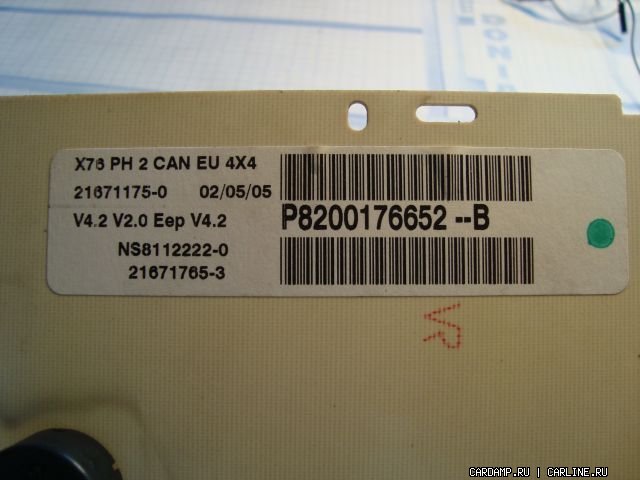 X76 PH 2 CAN EU 4X4
21671175-0 02/05/05
V4.2 V2.0 Eep V4.2
P8200176652 --B
NS8112222-0
21671765-3
VR
CARDAMP.RU | CARLINE.RU